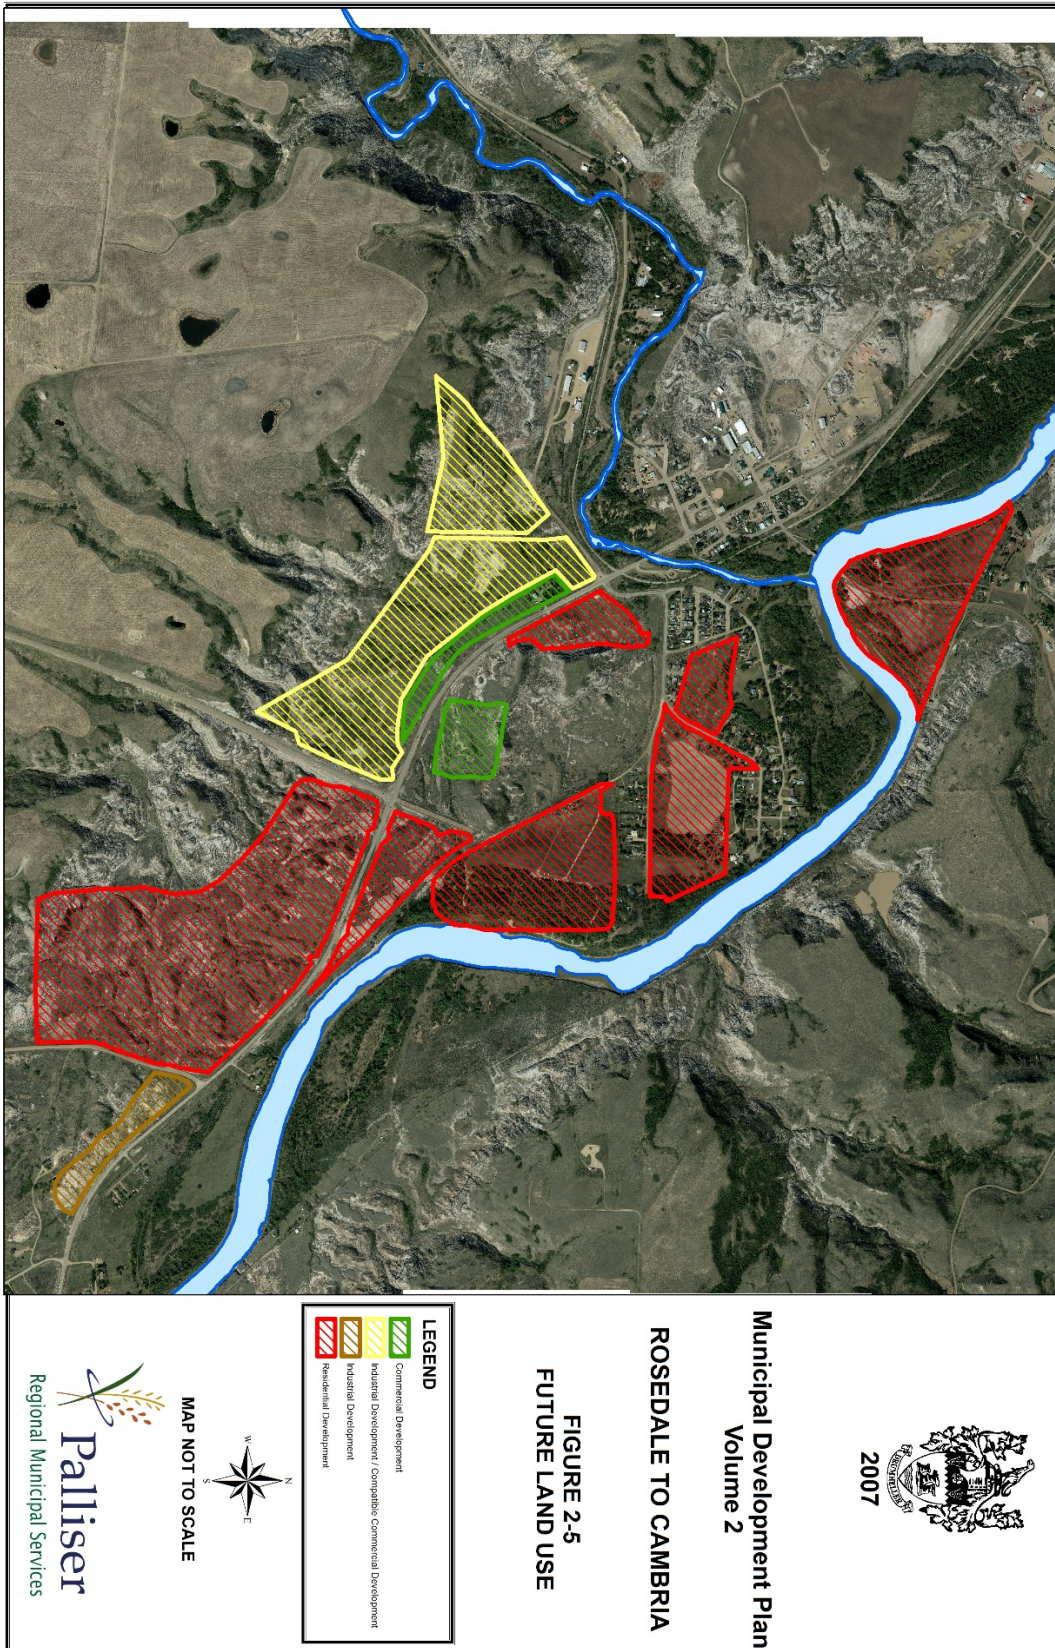 2007
Municipal Development Plan
Volume 2
ROSEDALE TO CAMBRIA
FIGURE 2-5
FUTURE LAND USE
LEGEND
Commercial Development
Industrial Development / Compatible Commercial Development
Industrial Development
Residential Development
N
W
E
S
MAP NOT TO SCALE
Palliser
Regional Municipal Services